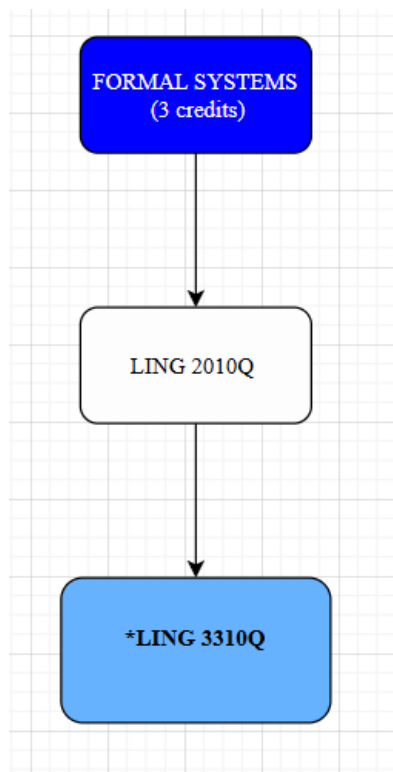 FORMAL SYSTEMS
(3 credits)
LING 2010Q
*LING 3310Q